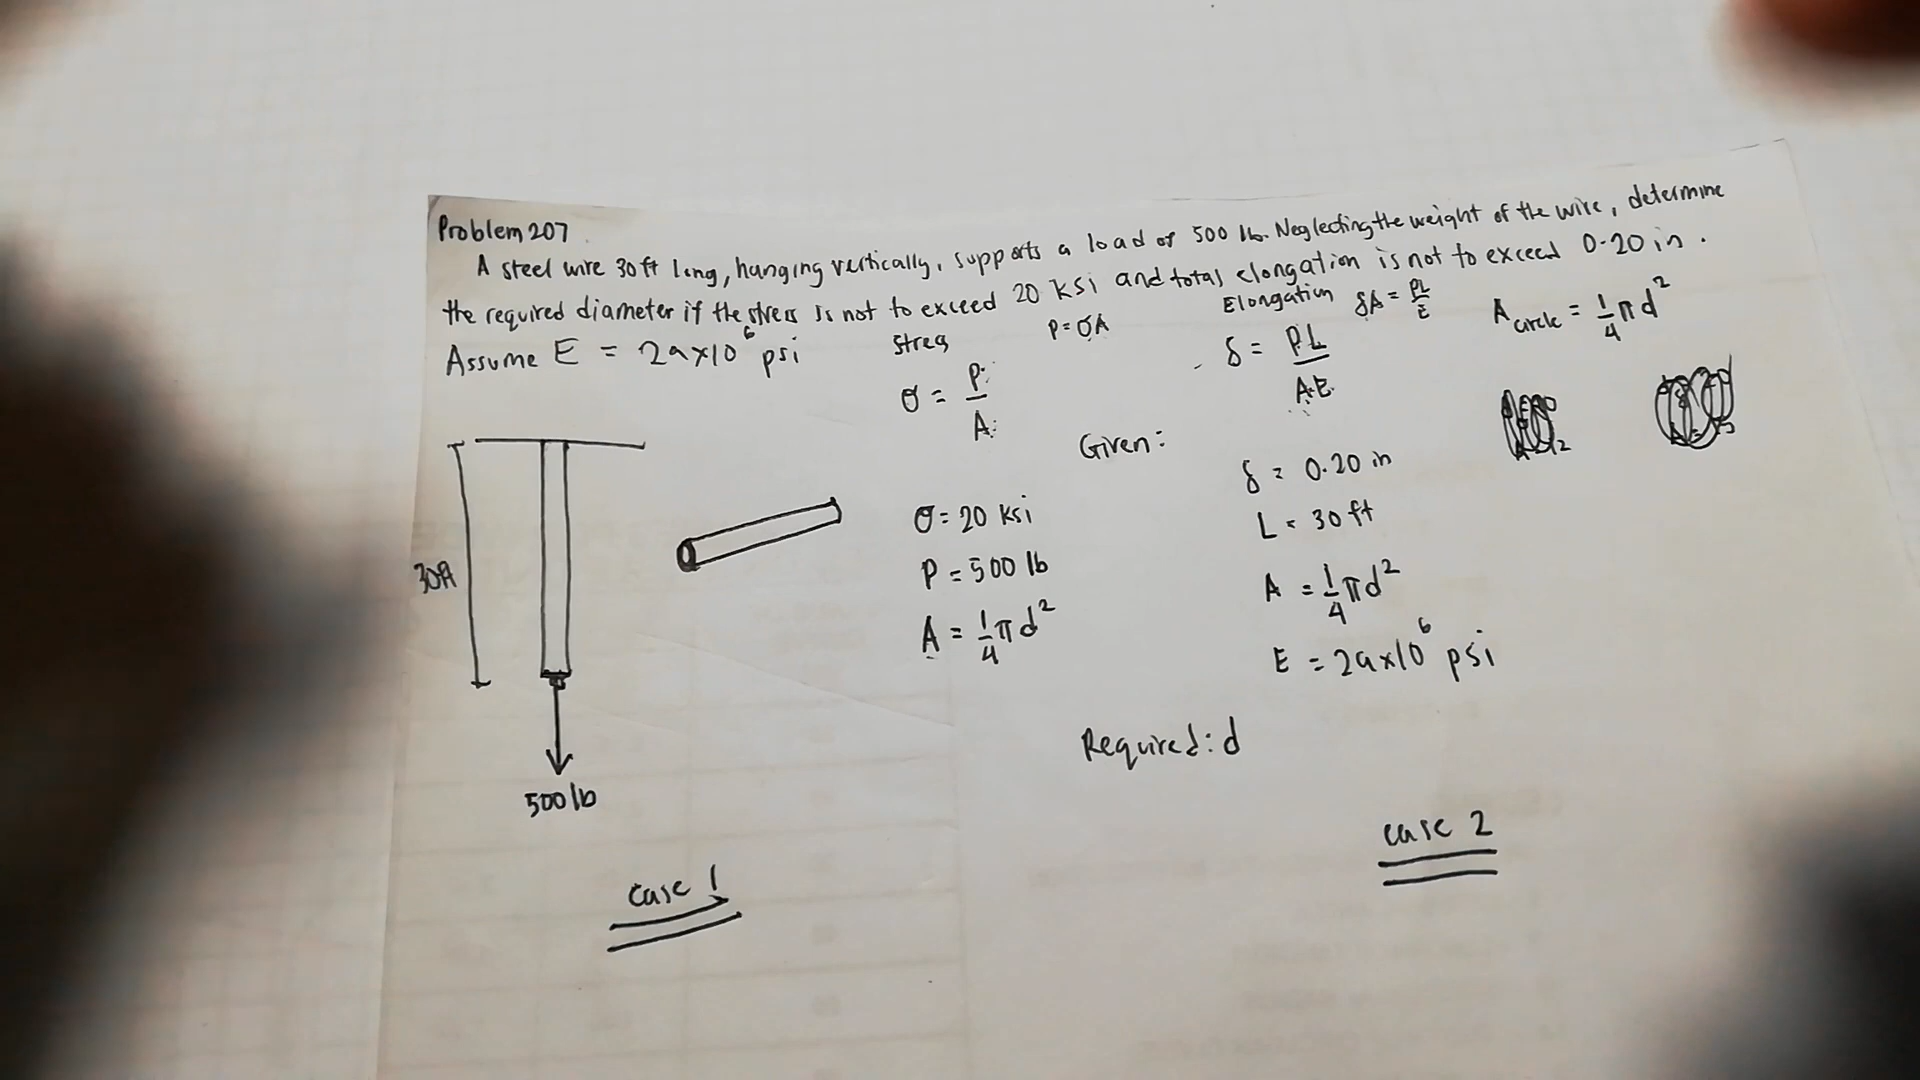 Problem 207
A steel wire 30 ft long, hanging vertically, supports a load of 500 lb. Neglecting the weight of the wire, determine
the required diameter if the stress is not to exceed 20 ksi and total elongation is not to exceed 0.20 in.
Assume E = 29x10⁶ psi
Stress
P = σA
Elongation
δA = PL/E
A circle = 1/4 πd²
σ = P/A
δ = PL/AE
Given:
σ = 20 ksi
P = 500 lb
A = 1/4 πd²
δ = 0.20 in
L = 30 ft
A = 1/4 πd²
E = 29x10⁶ psi
30ft
500 lb
Required: d
Case 1
Case 2